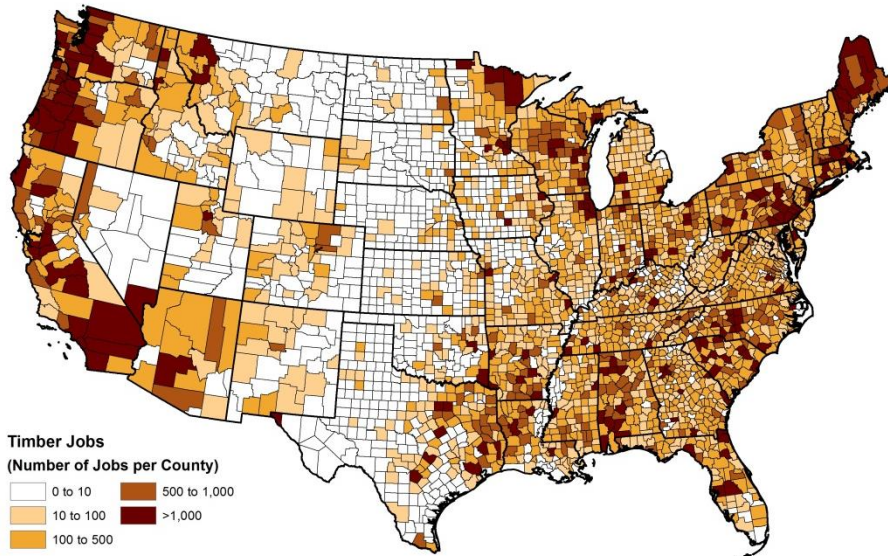 Timber Jobs
(Number of Jobs per County)
0 to 10
500 to 1,000
10 to 100
>1,000
100 to 500